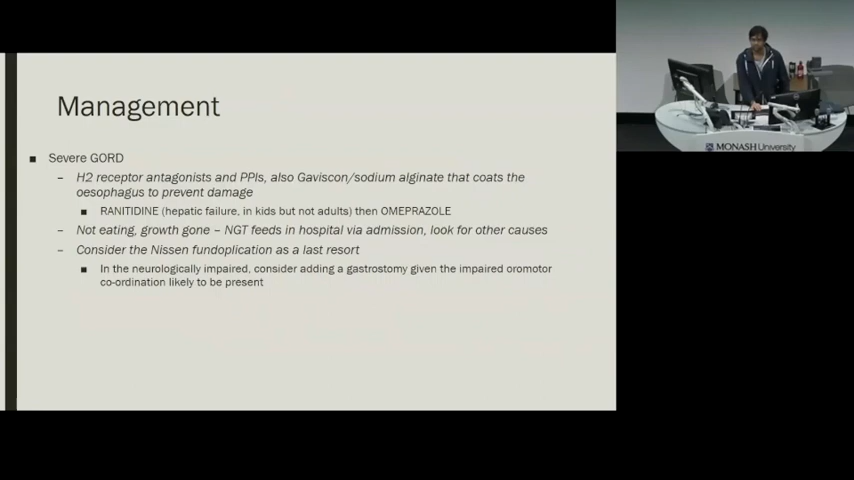 Management
■ Severe GORD
– H2 receptor antagonists and PPIs, also Gaviscon/sodium alginate that coats the
oesophagus to prevent damage
■ RANITIDINE (hepatic failure, in kids but not adults) then OMEPRAZOLE
– Not eating, growth gone – NGT feeds in hospital via admission, look for other causes
– Consider the Nissen fundoplication as a last resort
■ In the neurologically impaired, consider adding a gastrostomy given the impaired oromotor
co-ordination likely to be present
MONASH University